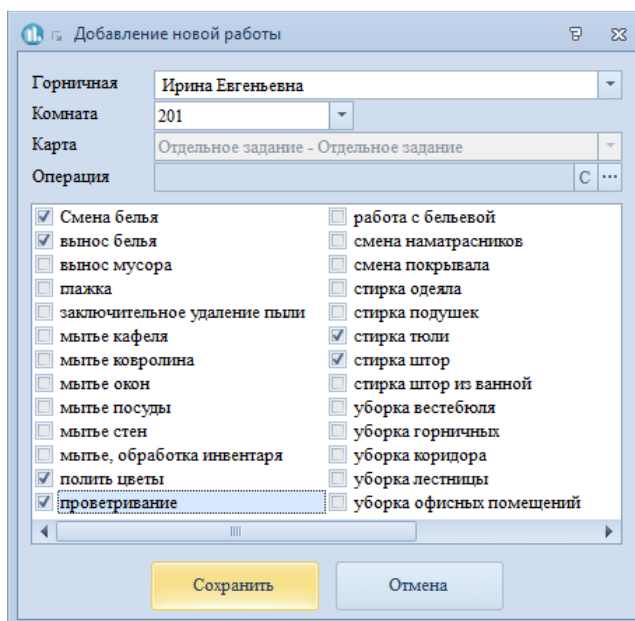 Добавление новой работы
Горничная Ирина Евгеньевна
Комната 201
Карта Отдельное задание - Отдельное задание
Операция С ...
Смена белья
вынос белья
вынос мусора
глажка
заключительное удаление пыли
мытье кафеля
мытье ковролина
мытье окон
мытье посуды
мытье стен
мытье, обработка инвентаря
полить цветы
проветривание
работа с бельевой
смена наматрасников
смена покрывала
стирка одеяла
стирка подушек
стирка тюли
стирка штор
стирка штор из ванной
уборка вестебюля
уборка горничных
уборка коридора
уборка лестницы
уборка офисных помещений
Сохранить Отмена